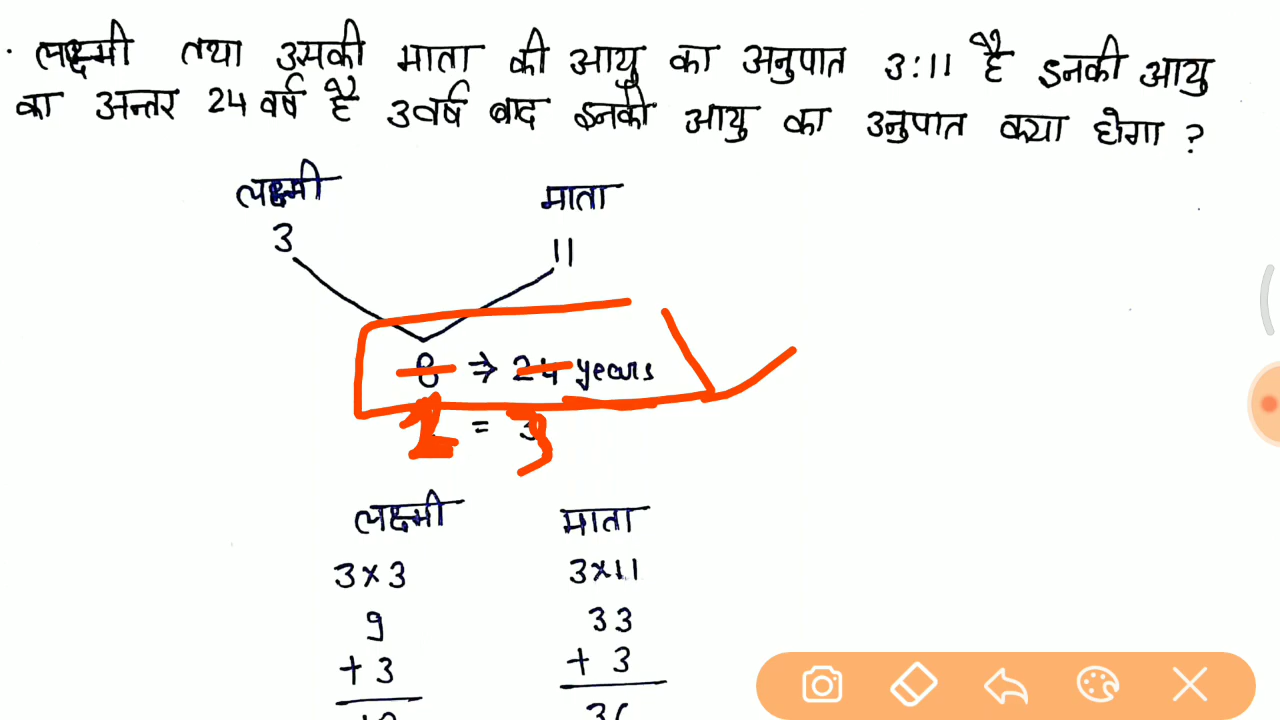 लक्ष्मी तथा उसकी माता की आयु का अनुपात 3:11 है इनकी आयु
का अन्तर 24 वर्ष है 3 वर्ष बाद इनकी आयु का अनुपात क्या होगा ?
लक्ष्मी माता
3 11
8 ⇒ 24 years
1 = 3
लक्ष्मी माता
3×3 3×11
9 33
+3 +3